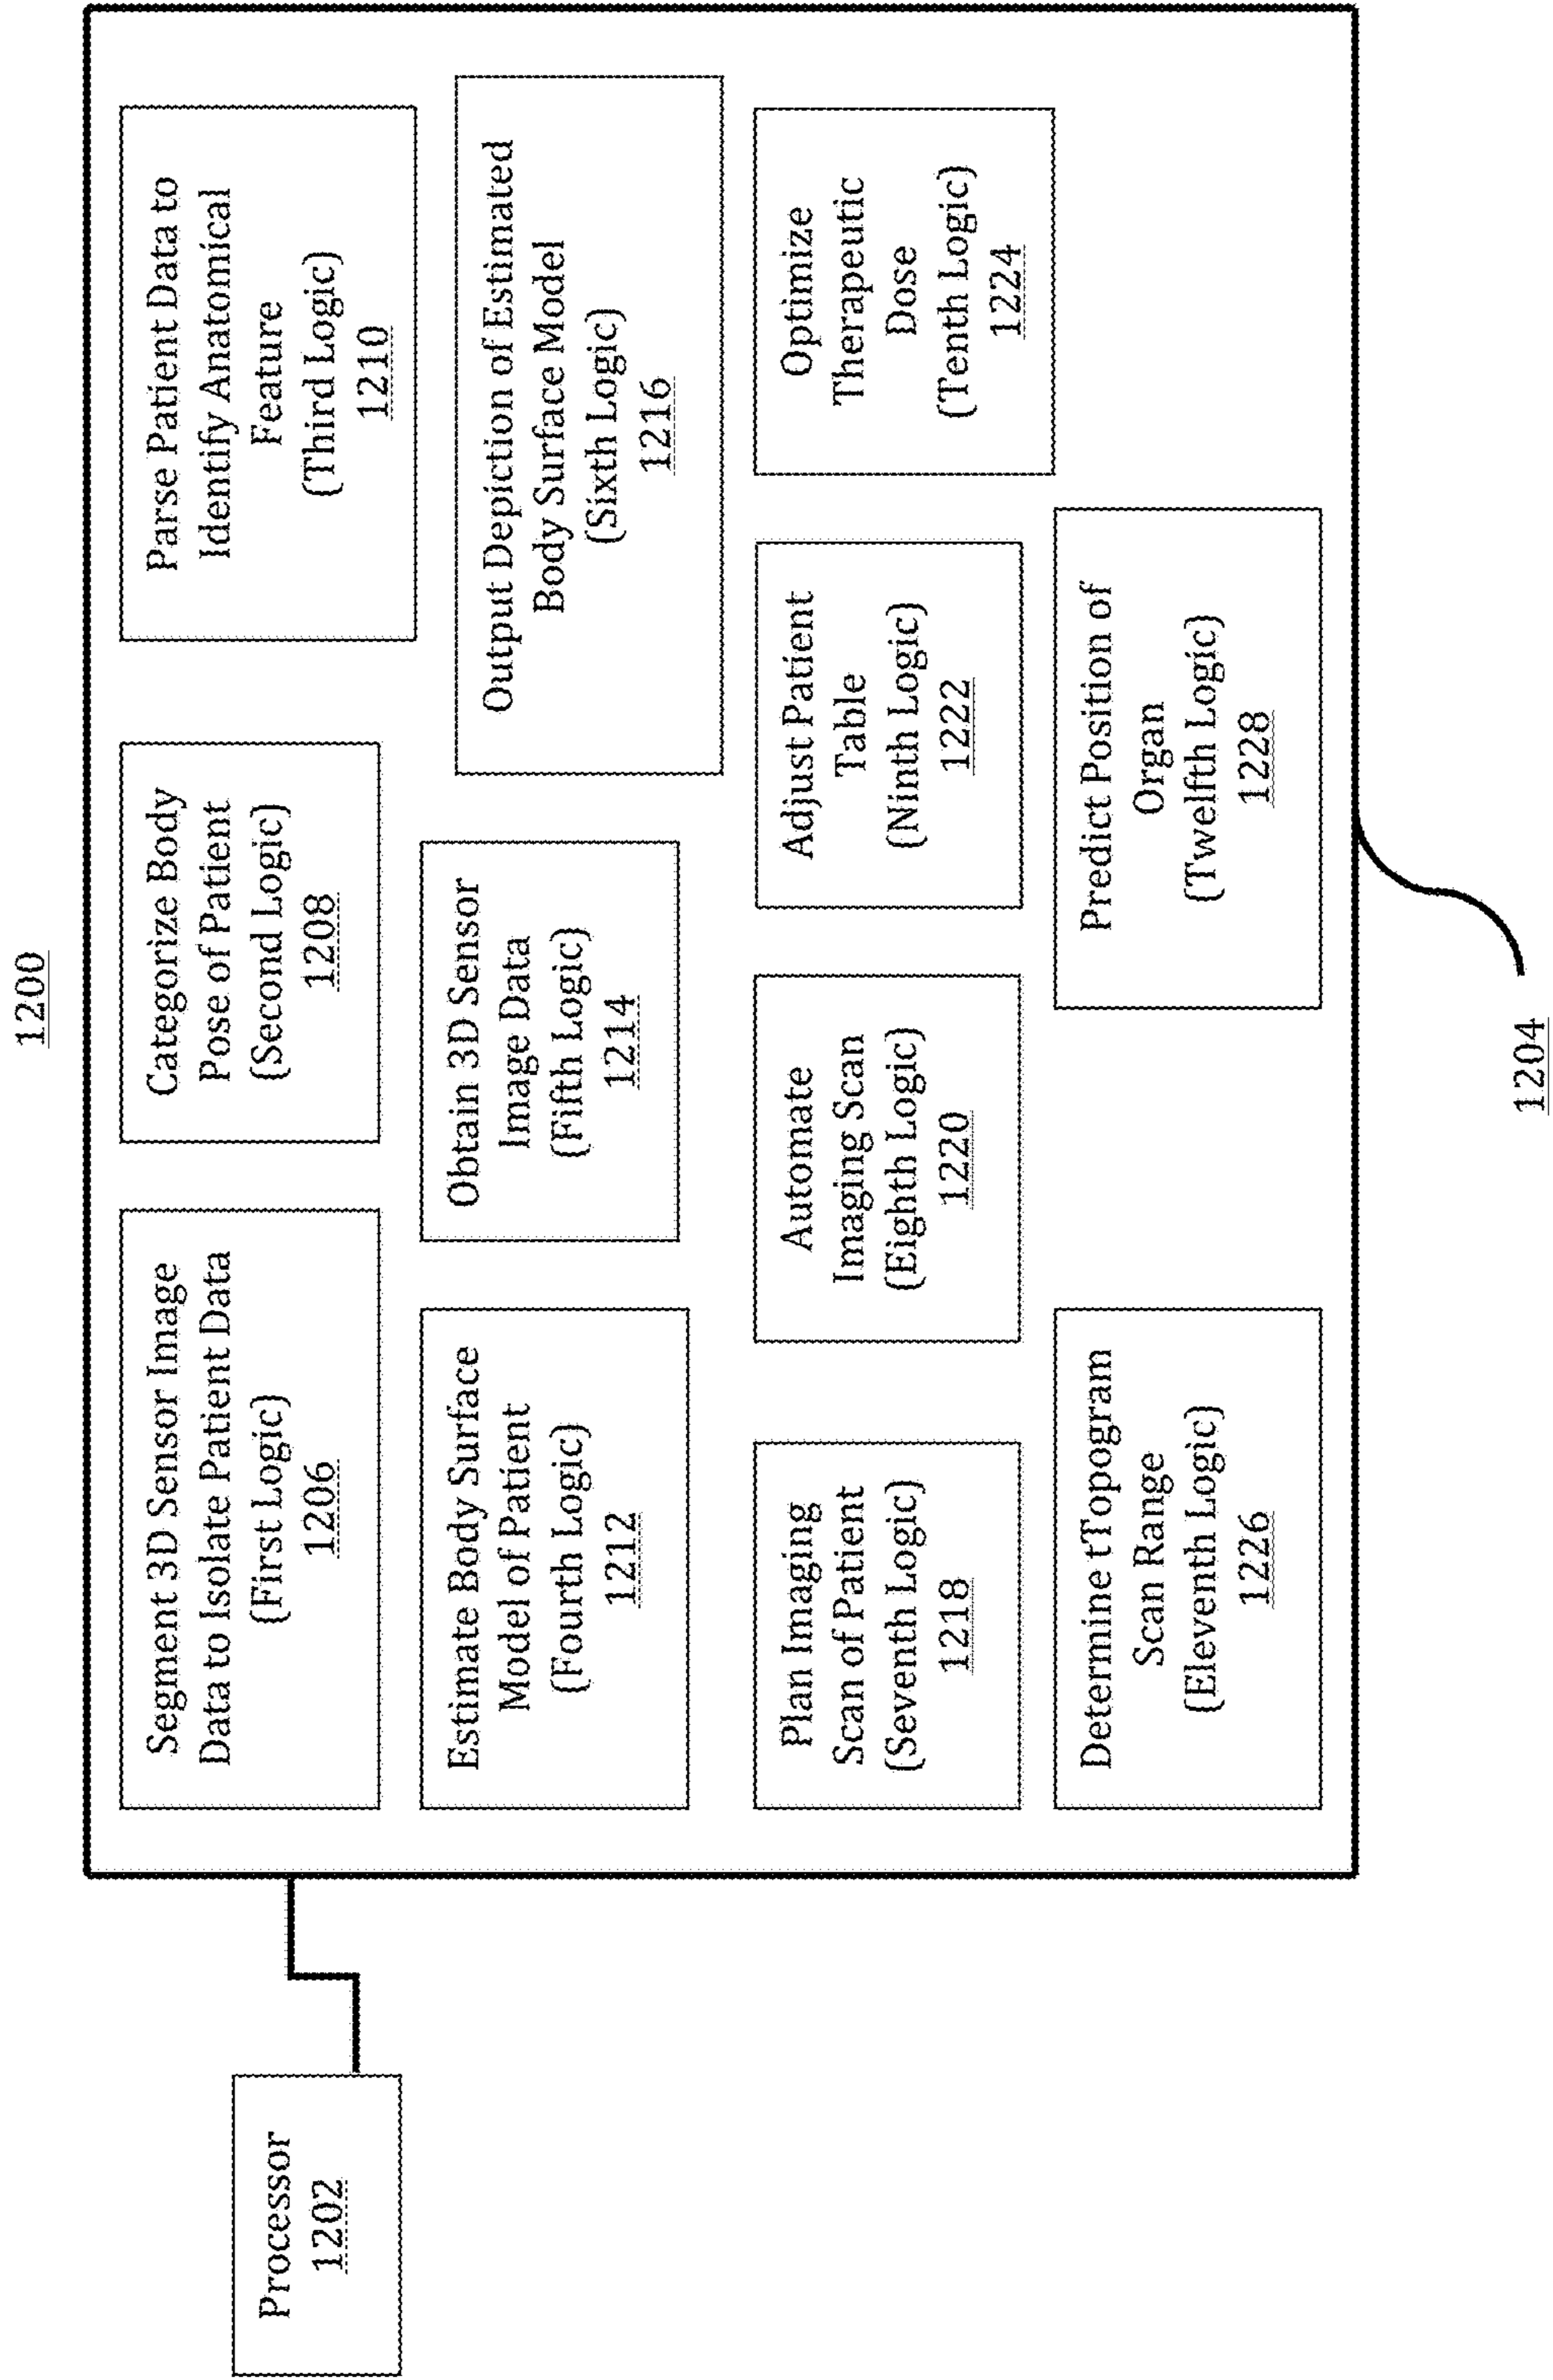 1200
Processor
1202
Segment 3D Sensor Image
Data to Isolate Patient Data
(First Logic)
1206
Categorize Body
Pose of Patient
(Second Logic)
1208
Parse Patient Data to
Identify Anatomical
Feature
(Third Logic)
1210
Estimate Body Surface
Model of Patient
(Fourth Logic)
1212
Obtain 3D Sensor
Image Data
(Fifth Logic)
1214
Output Depiction of Estimated
Body Surface Model
(Sixth Logic)
1216
Plan Imaging
Scan of Patient
(Seventh Logic)
1218
Automate
Imaging Scan
(Eighth Logic)
1220
Adjust Patient
Table
(Ninth Logic)
1222
Optimize
Therapeutic
Dose
(Tenth Logic)
1224
Determine tTopogram
Scan Range
(Eleventh Logic)
1226
Predict Position of
Organ
(Twelfth Logic)
1228
1204